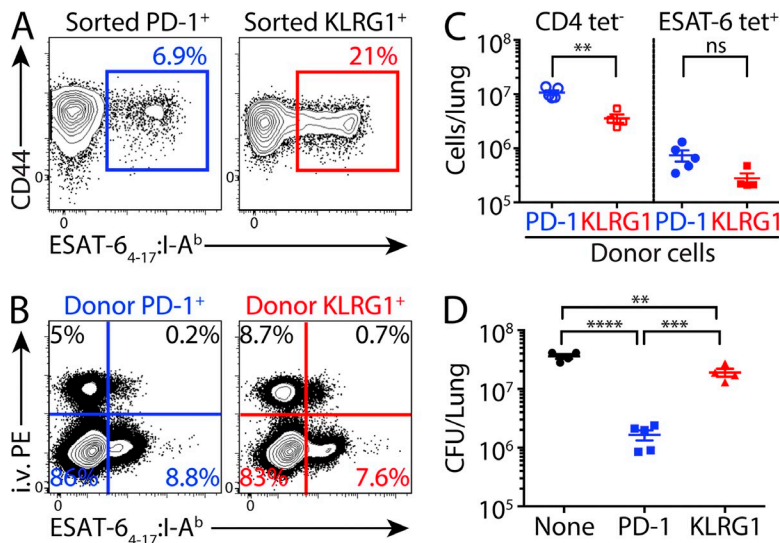 A
Sorted PD-1⁺
Sorted KLRG1⁺
6.9%
21%
CD44
0
0
0
ESAT-6₄₋₁₇:I-Aᵇ
B
Donor PD-1⁺
Donor KLRG1⁺
5%
0.2%
8.7%
0.7%
i.v. PE
86%
8.8%
83%
7.6%
0
0
0
ESAT-6₄₋₁₇:I-Aᵇ
C
CD4 tet⁻
ESAT-6 tet⁺
10⁸
**
ns
10⁷
Cells/lung
10⁶
10⁵
PD-1 KLRG1 PD-1 KLRG1
Donor cells
D
**
**** ***
10⁸
10⁷
CFU/Lung
10⁶
10⁵
None PD-1 KLRG1